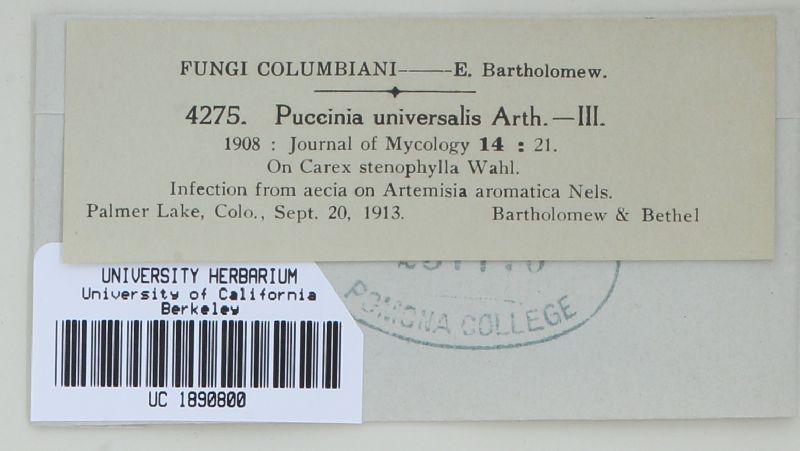 FUNGI COLUMBIANI—E. Bartholomew.
4275. Puccinia universalis Arth.—III.
1908 : Journal of Mycology 14 : 21.
On Carex stenophylla Wahl.
Infection from aecia on Artemisia aromatica Nels.
Palmer Lake, Colo., Sept. 20, 1913. Bartholomew & Bethel
POMONA COLLEGE
UNIVERSITY HERBARIUM
University of California
Berkeley
UC 1890800